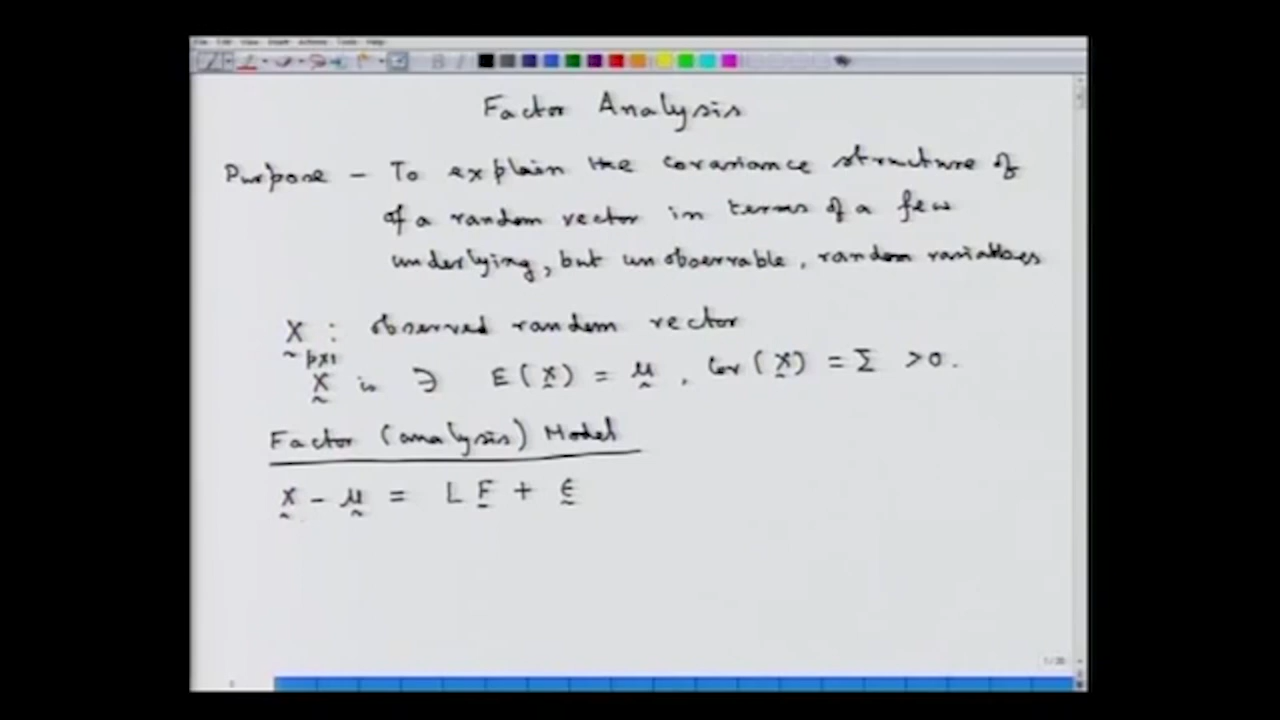 Factor Analysis
Purpose - To explain the covariance structure of
of a random vector in terms of a few
underlying, but unobservable, random variables
X : observed random vector
~ p×1
X is ∋ E(X) = μ, Cov(X) = Σ > 0.
Factor (analysis) Model
X - μ = L F + ε